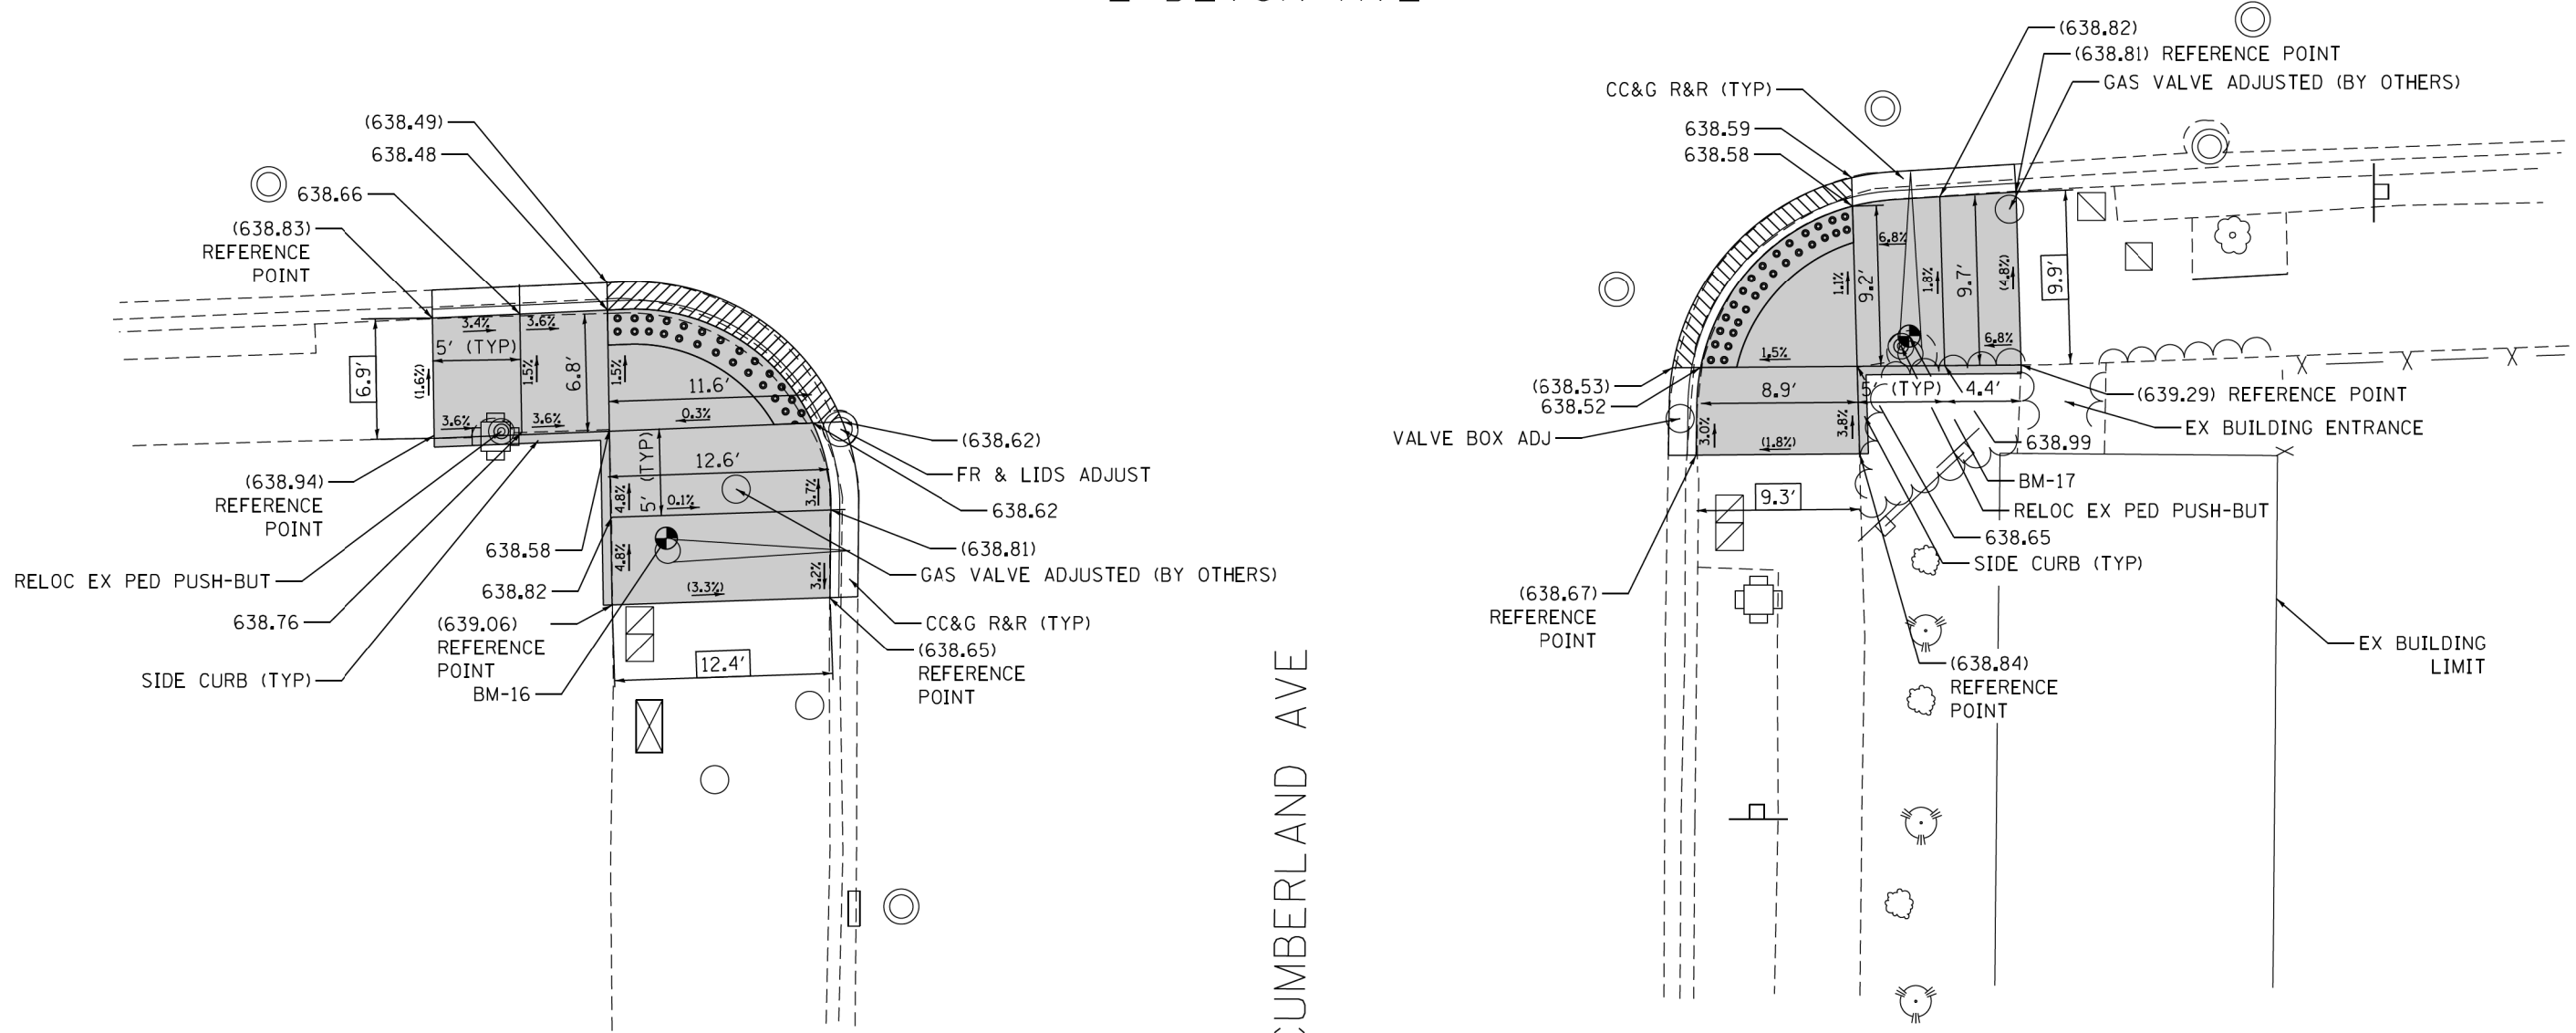 (638.49)
638.48
638.66
(638.83)
REFERENCE
POINT
3.4%
3.6%
5' (TYP)
6.9'
(1.6%)
1.5%
6.8'
1.5%
11.6'
3.6%
3.6%
0.3%
(638.62)
FR & LIDS ADJUST
638.62
12.6'
5' (TYP)
4.8%
0.1%
3.7%
(638.94)
REFERENCE
POINT
638.58
(638.81)
GAS VALVE ADJUSTED (BY OTHERS)
RELOC EX PED PUSH-BUT
638.82
4.8%
(3.3%)
3.2%
638.76
(639.06)
REFERENCE
POINT
CC&G R&R (TYP)
(638.65)
REFERENCE
POINT
12.4'
SIDE CURB (TYP)
BM-16
CUMBERLAND AVE
(638.82)
(638.81) REFERENCE POINT
GAS VALVE ADJUSTED (BY OTHERS)
CC&G R&R (TYP)
638.59
638.58
6.8%
1.1%
9.2'
1.8%
9.7'
(4.8%)
9.9'
6.8%
1.5%
(638.53)
638.52
8.9'
5' (TYP)
4.4'
(639.29) REFERENCE POINT
VALVE BOX ADJ
3.0%
(1.8%)
3.8%
EX BUILDING ENTRANCE
638.99
BM-17
9.3'
RELOC EX PED PUSH-BUT
638.65
SIDE CURB (TYP)
(638.67)
REFERENCE
POINT
(638.84)
REFERENCE
POINT
EX BUILDING
LIMIT